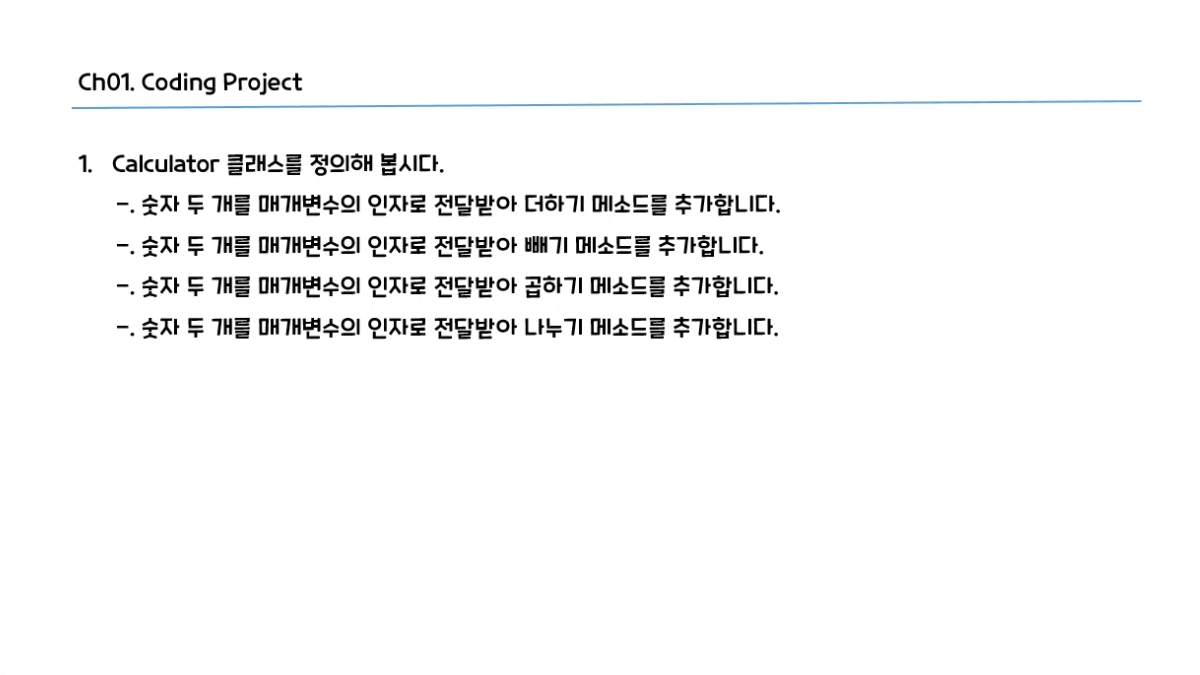 Ch01. Coding Project
1. Calculator 클래스를 정의해 봅시다.
-. 숫자 두 개를 매개변수의 인자로 전달받아 더하기 메소드를 추가합니다.
-. 숫자 두 개를 매개변수의 인자로 전달받아 빼기 메소드를 추가합니다.
-. 숫자 두 개를 매개변수의 인자로 전달받아 곱하기 메소드를 추가합니다.
-. 숫자 두 개를 매개변수의 인자로 전달받아 나누기 메소드를 추가합니다.